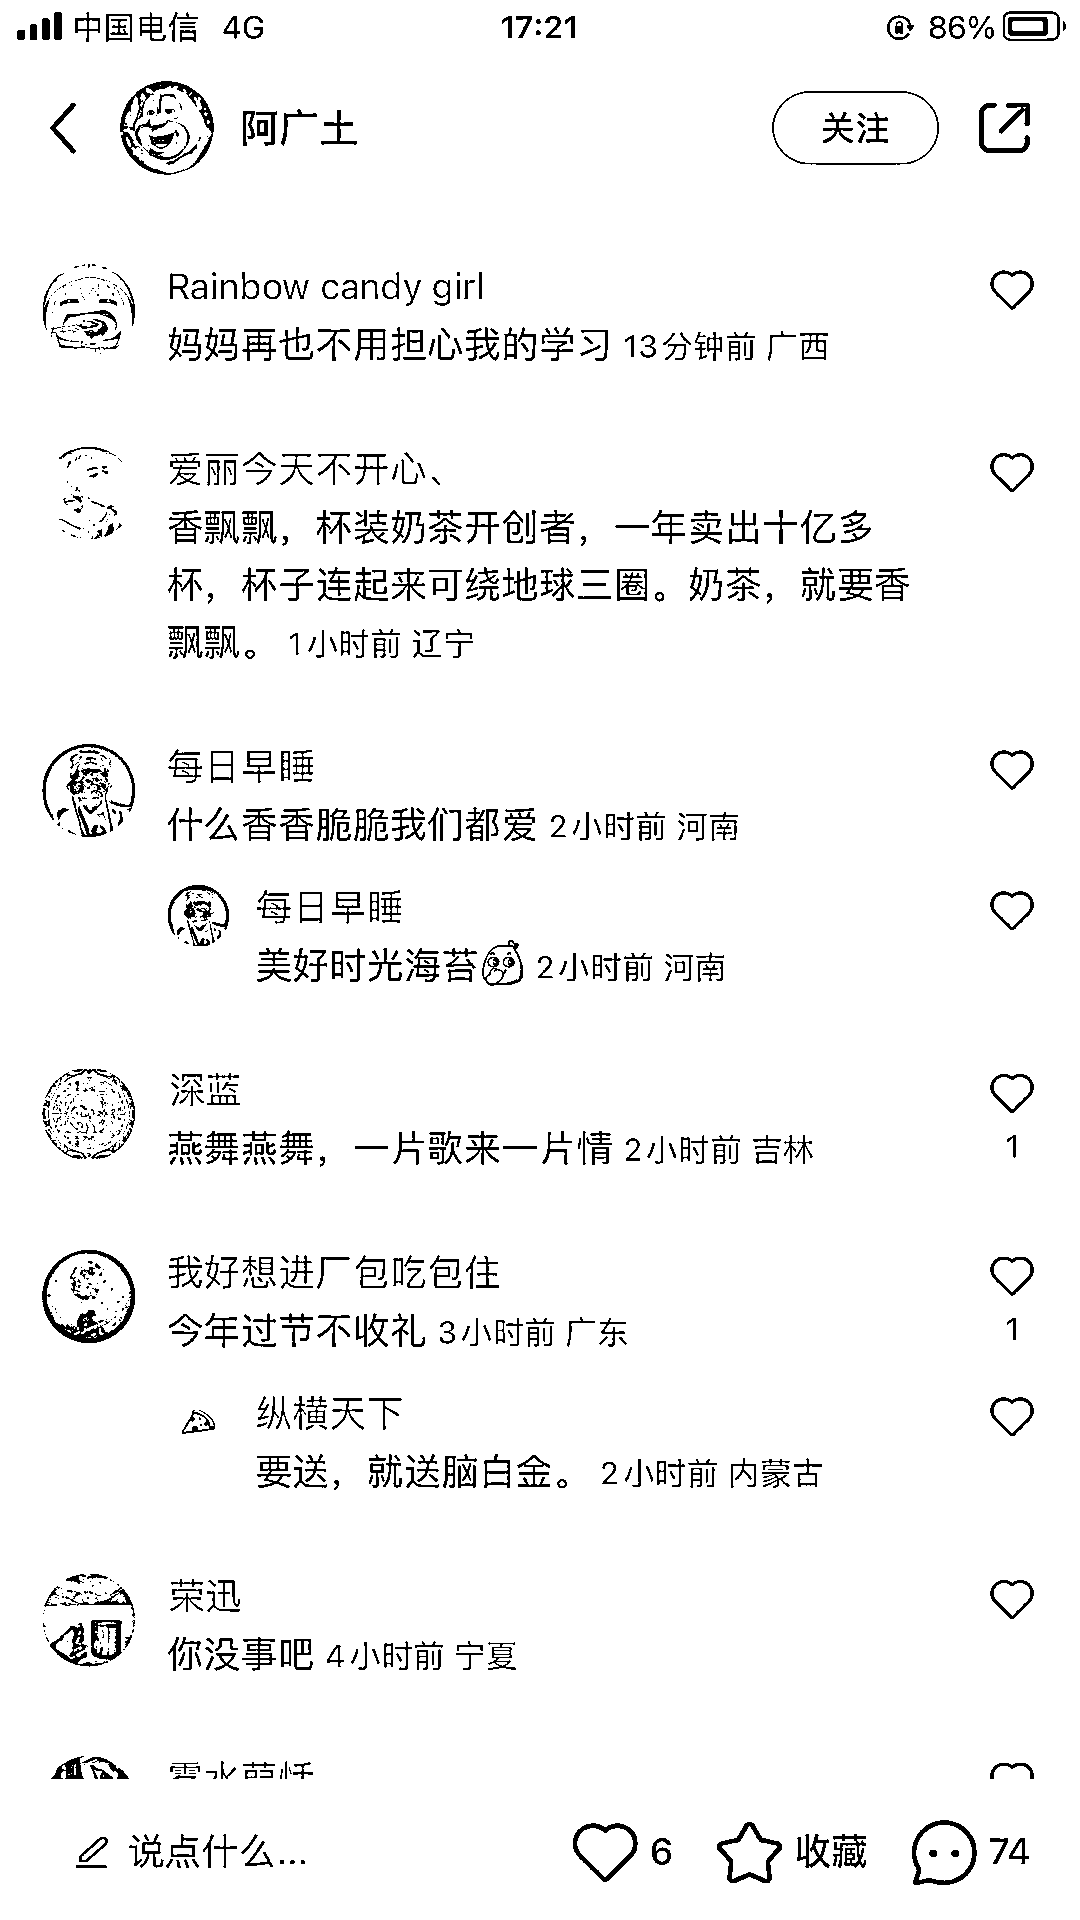 中国电信 4G 17:21 86%
阿广土 关注
Rainbow candy girl
妈妈再也不用担心我的学习 13分钟前 广西
爱丽今天不开心、
香飘飘，杯装奶茶开创者，一年卖出十亿多
杯，杯子连起来可绕地球三圈。奶茶，就要香
飘飘。 1小时前 辽宁
每日早睡
什么香香脆脆我们都爱 2小时前 河南
每日早睡
美好时光海苔 2小时前 河南
深蓝
燕舞燕舞，一片歌来一片情 2小时前 吉林
1
我好想进厂包吃包住
今年过节不收礼 3小时前 广东
1
纵横天下
要送，就送脑白金。 2小时前 内蒙古
荣迅
你没事吧 4小时前 宁夏
说点什么... 6 收藏 74